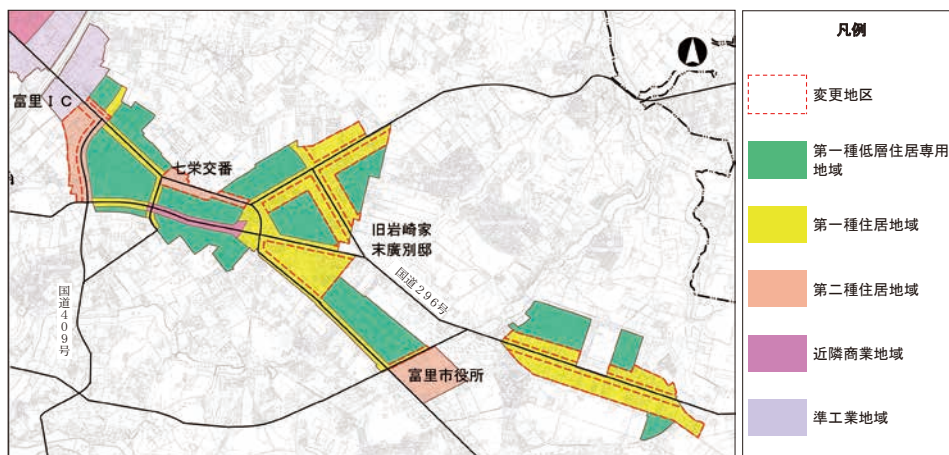 富里IC
七栄交番
旧岩崎家
末廣別邸
国道296号
国道409号
富里市役所
凡例
変更地区
第一種低層住居専用
地域
第一種住居地域
第二種住居地域
近隣商業地域
準工業地域